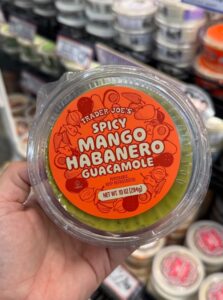 TRADER JOE'S
SPICY
MANGO
HABANERO
GUACAMOLE
NET WT. 10 OZ (284g)